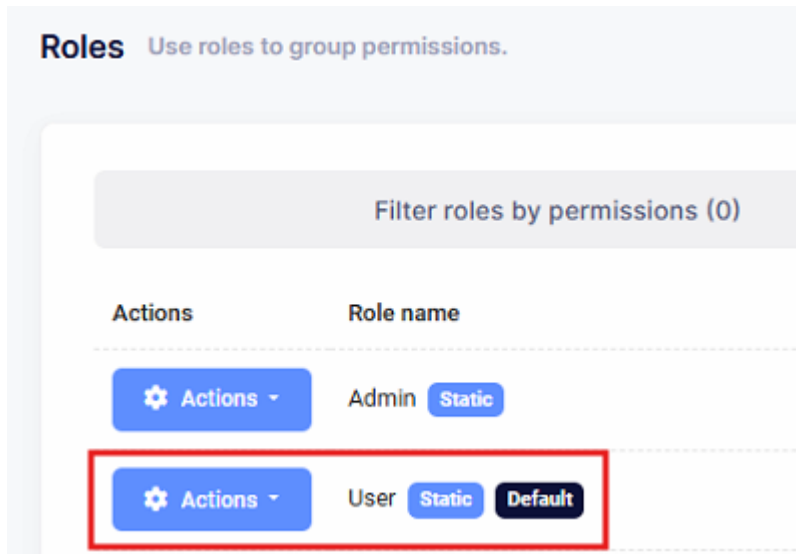 Roles Use roles to group permissions.
Filter roles by permissions (0)
Actions Role name
Actions Admin Static
Actions User Static Default